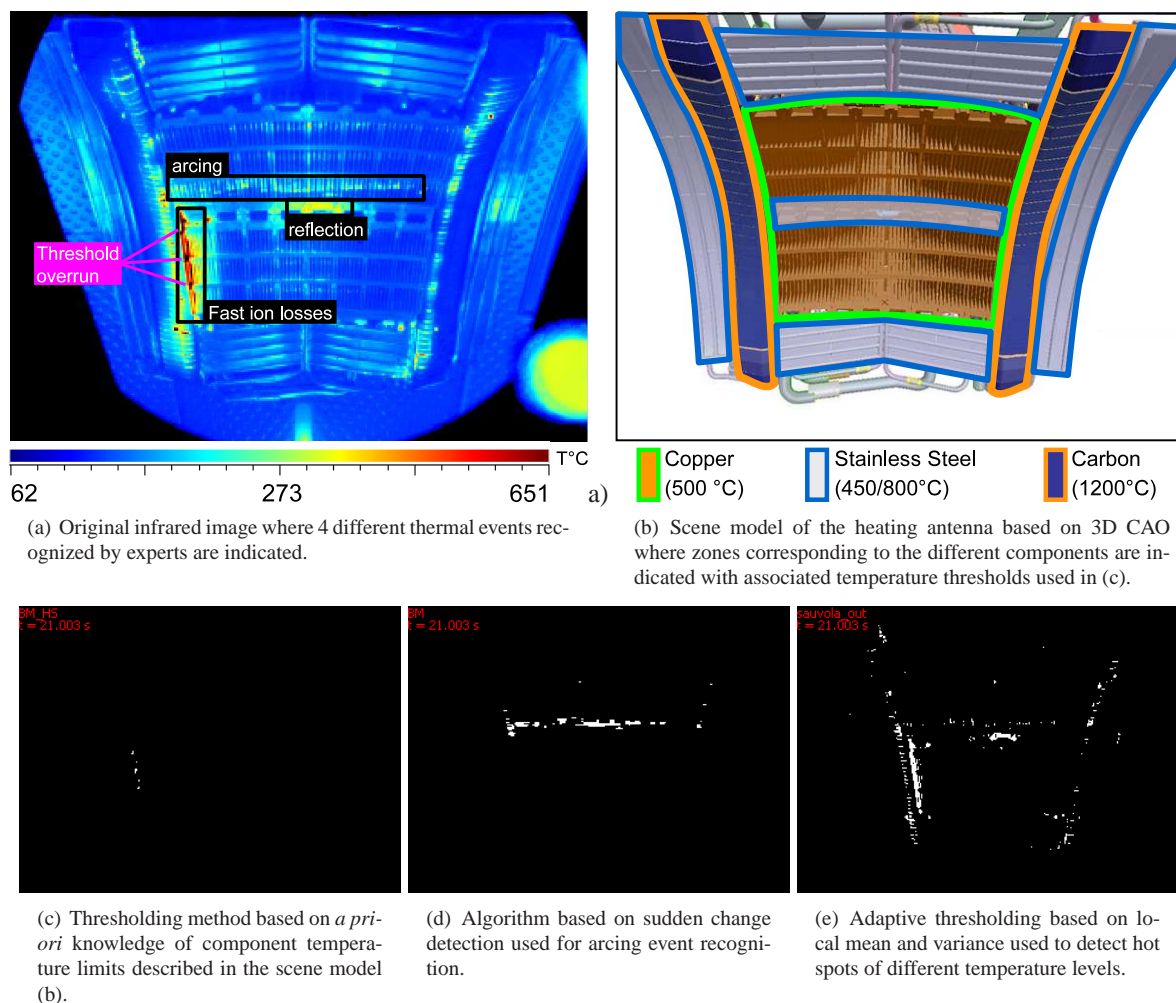 arcing
reflection
Threshold
overrun
Fast ion losses
T°C
62 273 651
a)
Copper
(500 °C)
Stainless Steel
(450/800°C)
Carbon
(1200°C)
(a) Original infrared image where 4 different thermal events rec-
ognized by experts are indicated.
(b) Scene model of the heating antenna based on 3D CAO
where zones corresponding to the different components are in-
dicated with associated temperature thresholds used in (c).
BM_HS
t = 21.003 s
BM
t = 21.003 s
sauvola_out
t = 21.003 s
(c) Thresholding method based on a pri-
ori knowledge of component tempera-
ture limits described in the scene model
(b).
(d) Algorithm based on sudden change
detection used for arcing event recogni-
tion.
(e) Adaptive thresholding based on lo-
cal mean and variance used to detect hot
spots of different temperature levels.